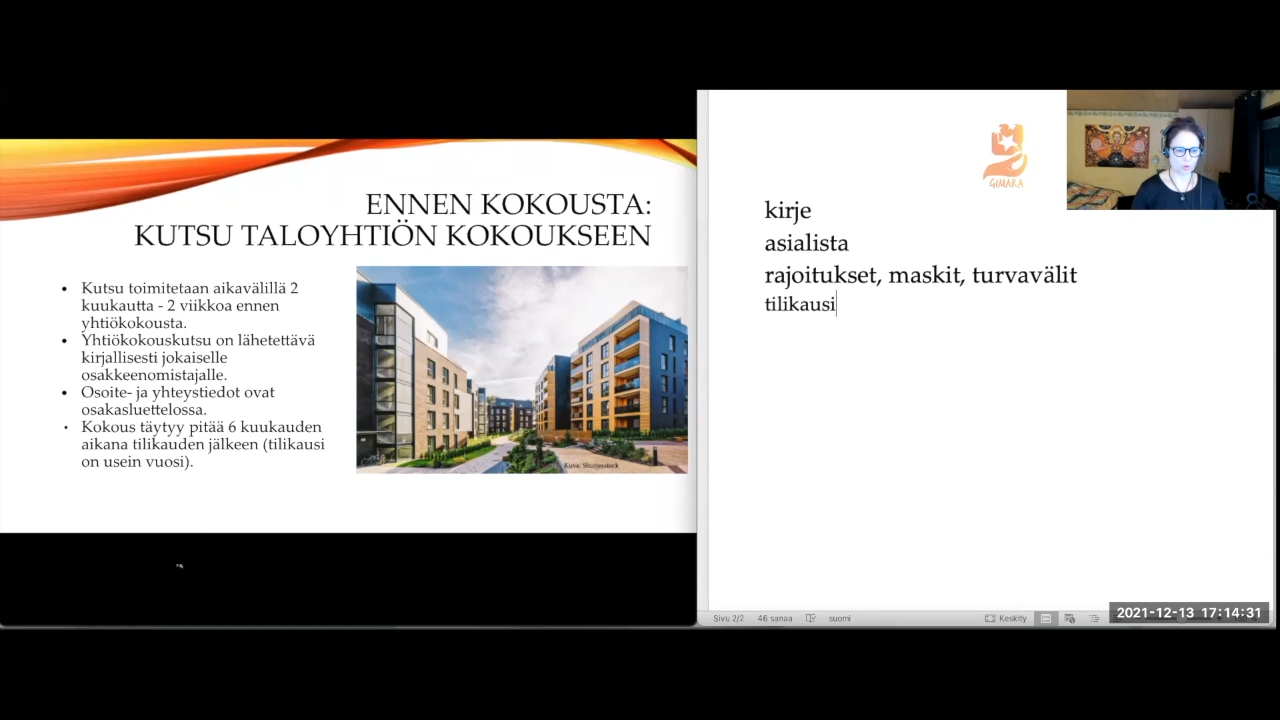 ENNEN KOKOUSTA:
KUTSU TALOYHTIÖN KOKOUKSEEN
• Kutsu toimitetaan aikavälillä 2
kuukautta - 2 viikkoa ennen
yhtiökokousta.
• Yhtiökokouskutsu on lähetettävä
kirjallisesti jokaiselle
osakkeenomistajalle.
• Osoite- ja yhteystiedot ovat
osakasluettelossa.
• Kokous täytyy pitää 6 kuukauden
aikana tilikauden jälkeen (tilikausi
on usein vuosi).
Kuva: Shutterstock
GIMARA
kirje
asialista
rajoitukset, maskit, turvavälit
tilikausi
Sivu 2/2 46 sanaa suomi Keskity
2021-12-13 17:14:31